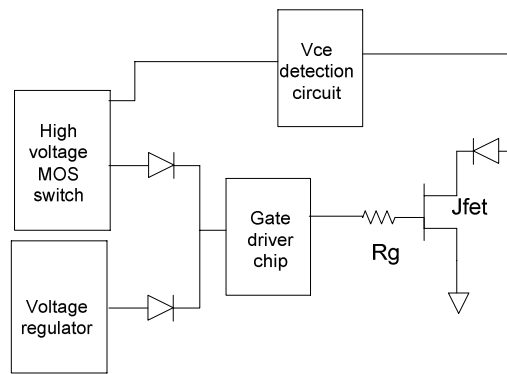 Vce
detection
circuit
High
voltage
MOS
switch
Gate
driver
chip
Jfet
Rg
Voltage
regulator